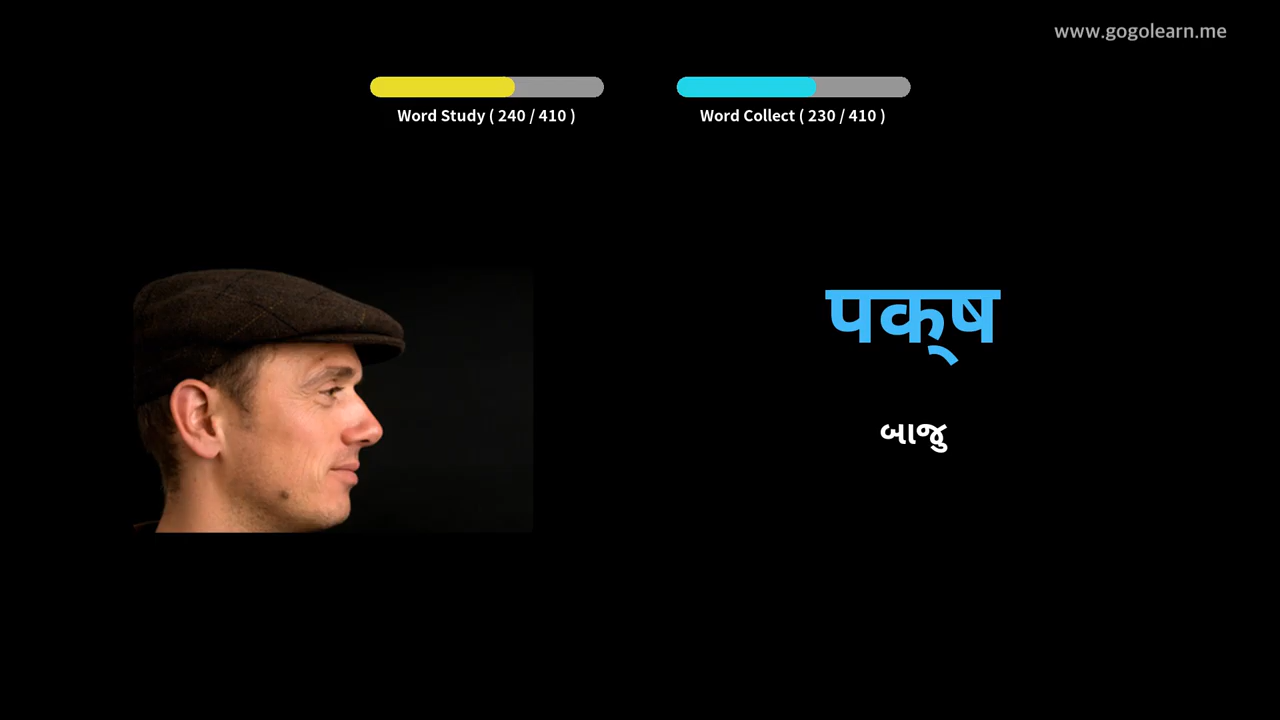 www.gogolearn.me
Word Study ( 240 / 410 )
Word Collect ( 230 / 410 )
पक्‌ष
બાજુ